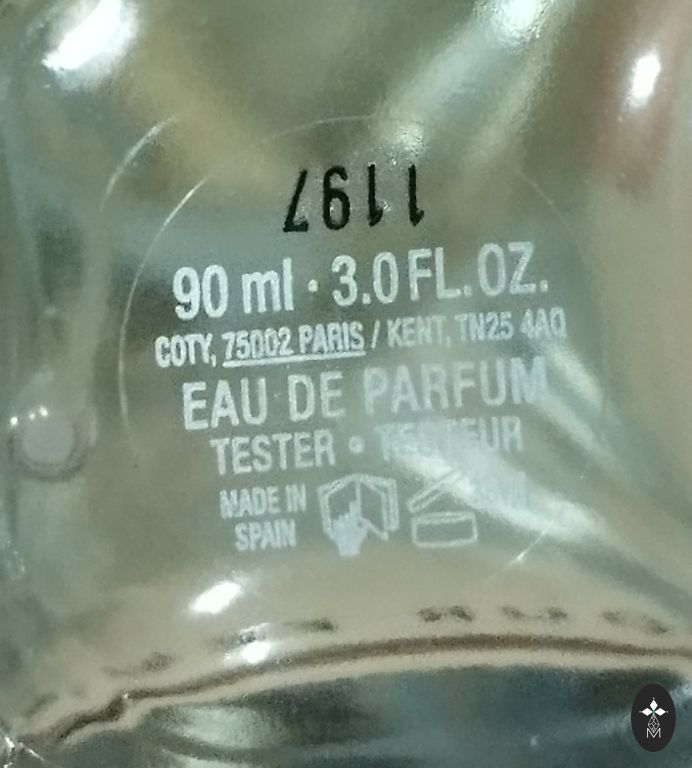 1197
90 ml · 3.0 FL. OZ.
COTY, 75002 PARIS / KENT, TN25 4AQ
EAU DE PARFUM
TESTER • TESTEUR
MADE IN
SPAIN
M